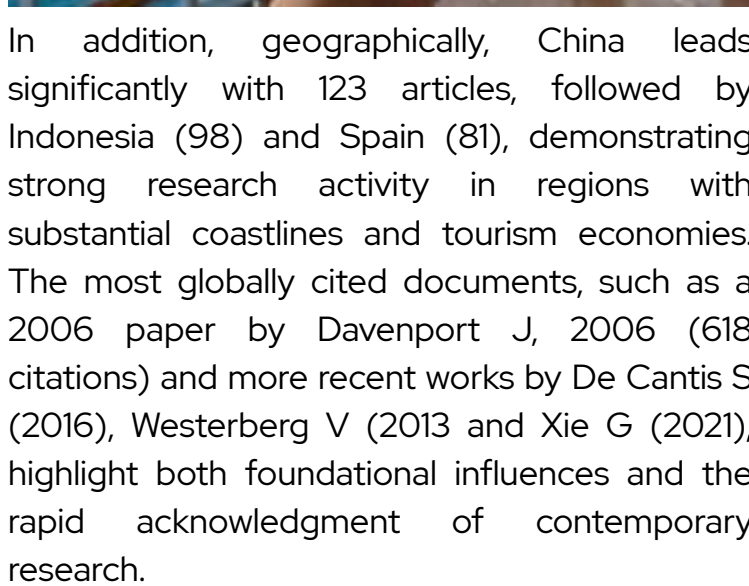 In addition, geographically, China leads
significantly with 123 articles, followed by
Indonesia (98) and Spain (81), demonstrating
strong research activity in regions with
substantial coastlines and tourism economies.
The most globally cited documents, such as a
2006 paper by Davenport J, 2006 (618
citations) and more recent works by De Cantis S
(2016), Westerberg V (2013 and Xie G (2021),
highlight both foundational influences and the
rapid acknowledgment of contemporary
research.